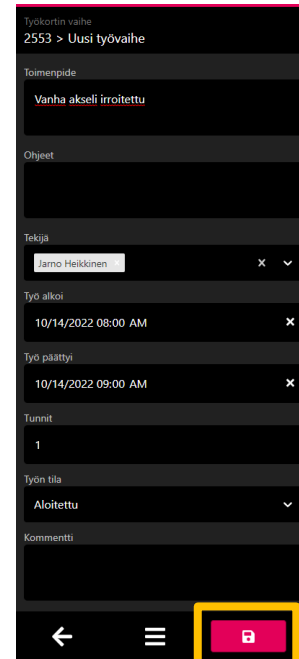 Työkortin vaihe
2553 > Uusi työvaihe
Toimenpide
Vanha akseli irroitettu
Ohjeet
Tekijä
Jarno Heikkinen
Työ alkoi
10/14/2022 08:00 AM
Työ päättyi
10/14/2022 09:00 AM
Tunnit
1
Työn tila
Aloitettu
Kommentti